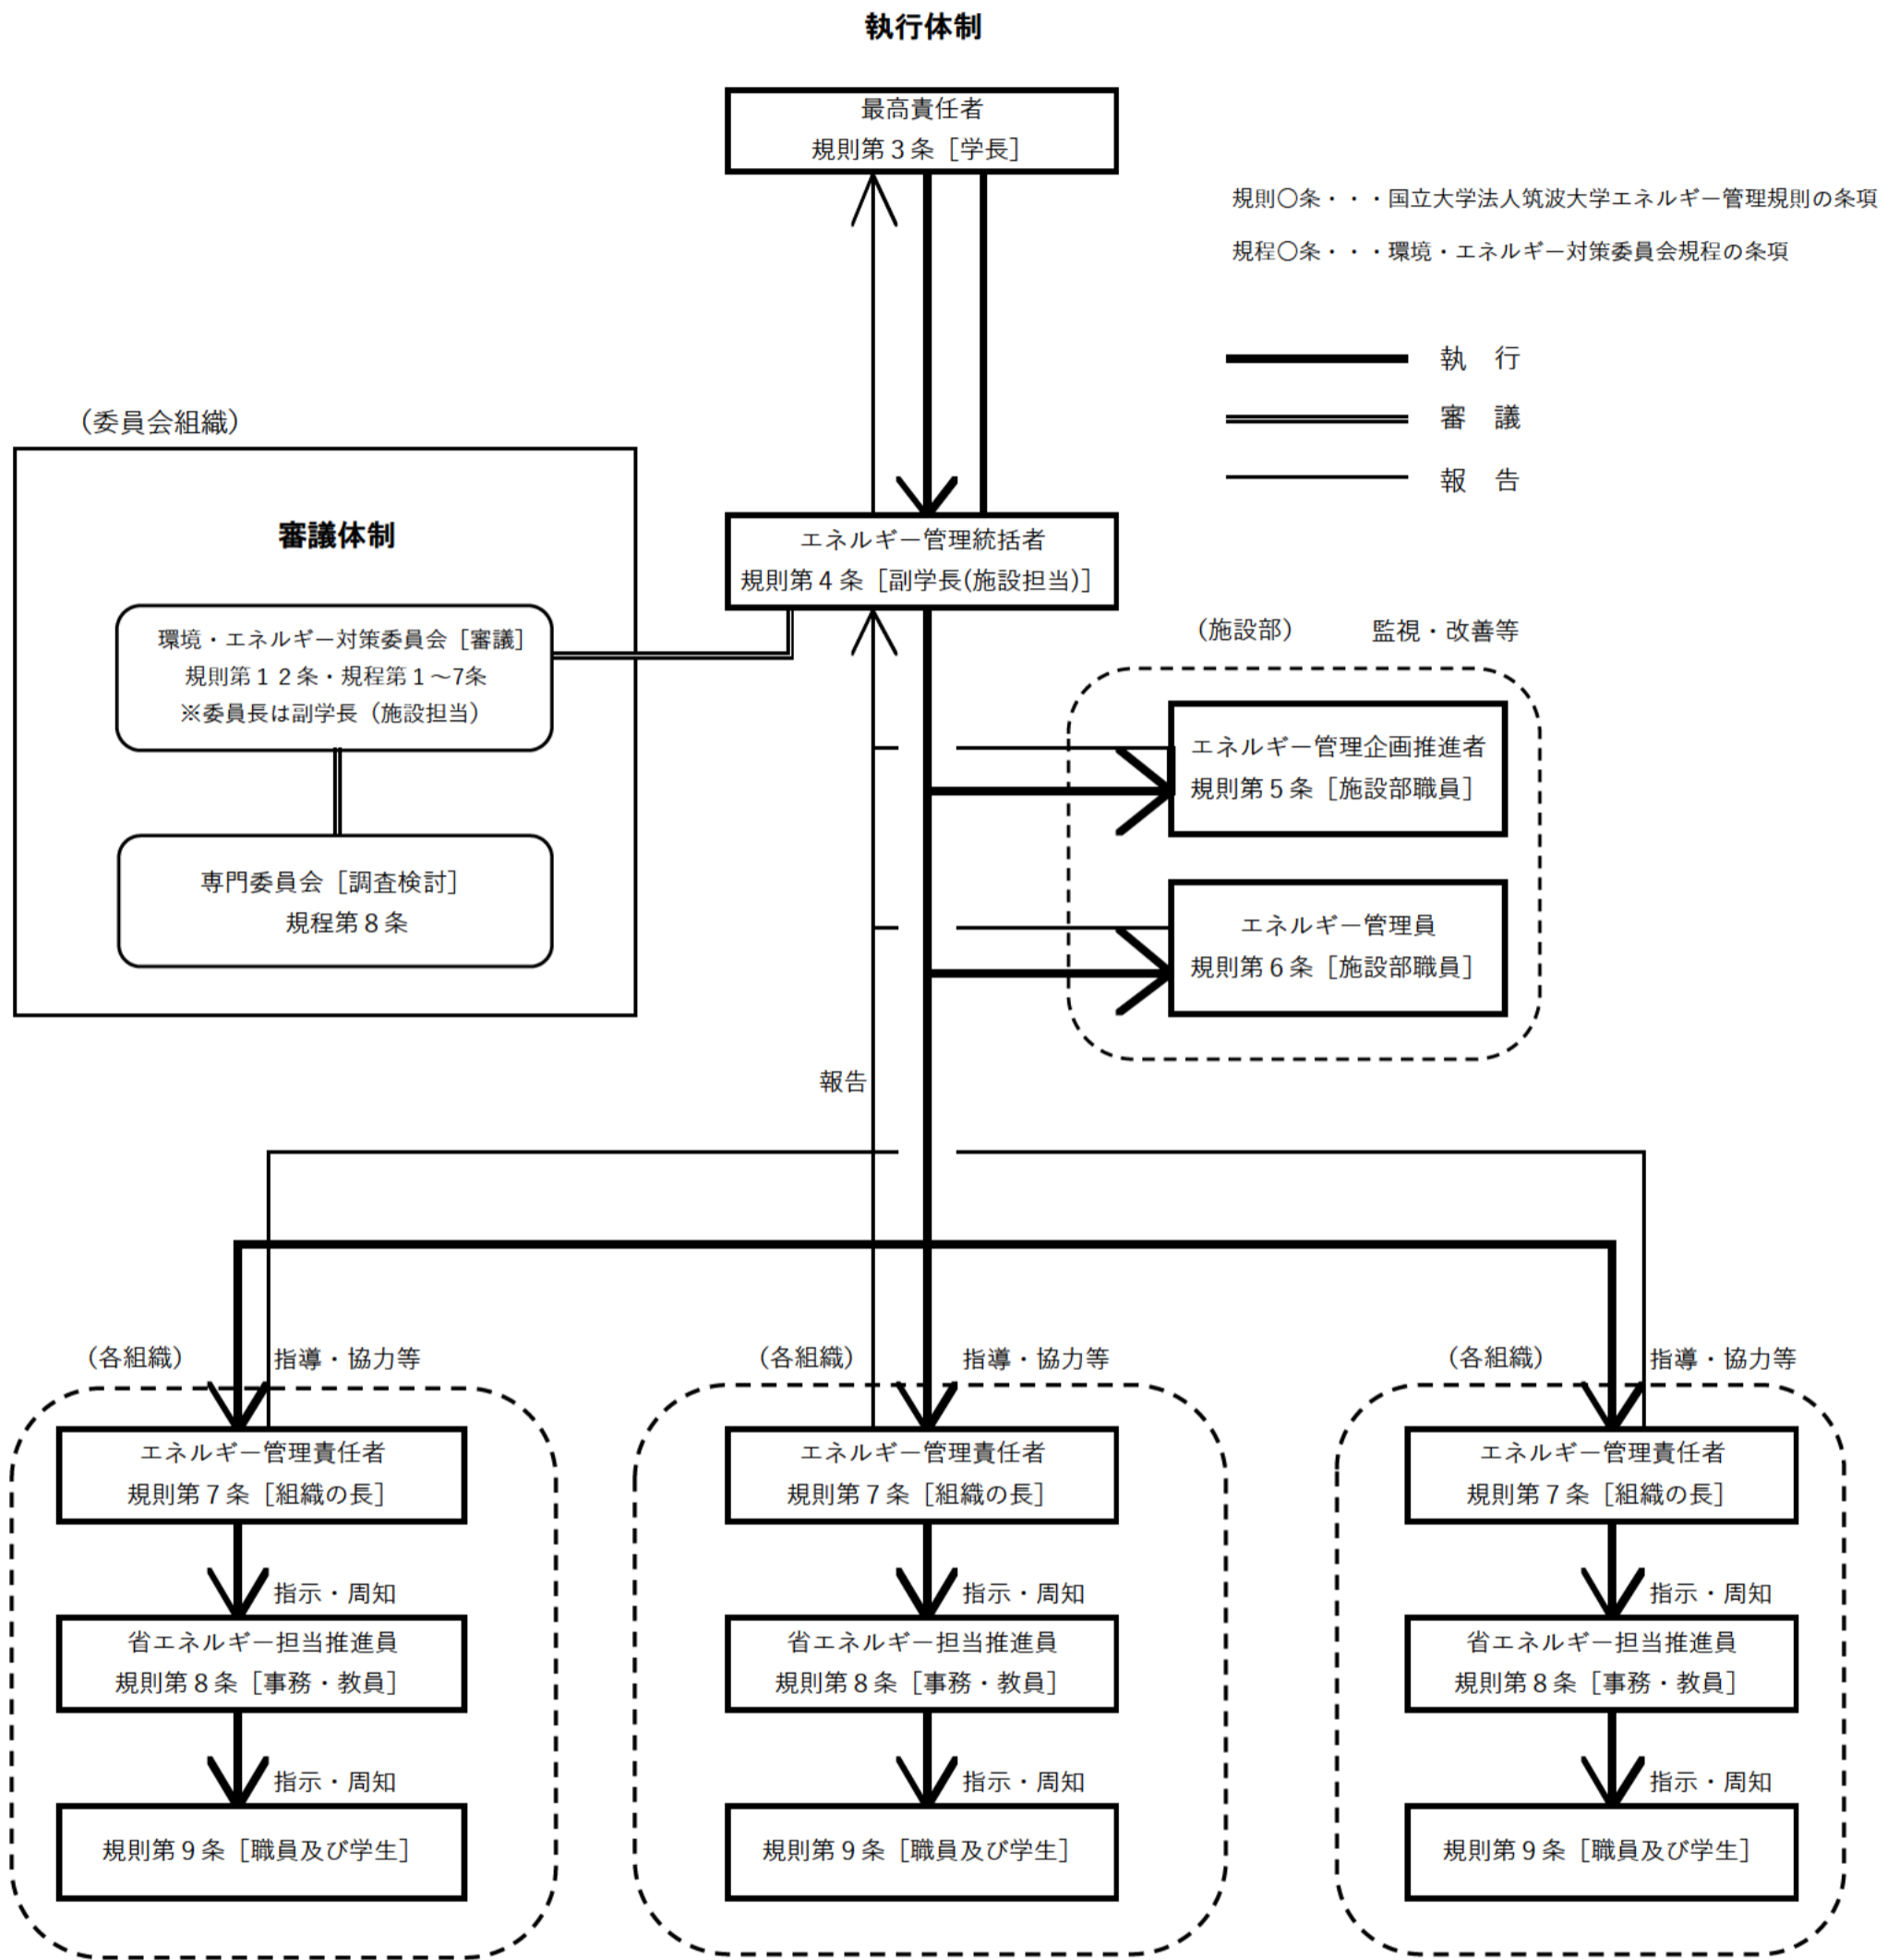 執行体制
最高責任者
規則第３条［学長］
規則〇条・・・国立大学法人筑波大学エネルギー管理規則の条項
規程〇条・・・環境・エネルギー対策委員会規程の条項
執　行
審　議
報　告
（委員会組織）
審議体制
環境・エネルギー対策委員会［審議］
規則第１２条・規程第１～7条
※委員長は副学長（施設担当）
専門委員会［調査検討］
規程第８条
エネルギー管理統括者
規則第４条［副学長(施設担当)］
（施設部）　監視・改善等
エネルギー管理企画推進者
規則第５条［施設部職員］
エネルギー管理員
規則第６条［施設部職員］
報告
（各組織）　指導・協力等
エネルギー管理責任者
規則第７条［組織の長］
指示・周知
省エネルギー担当推進員
規則第８条［事務・教員］
指示・周知
規則第９条［職員及び学生］
（各組織）　指導・協力等
エネルギー管理責任者
規則第７条［組織の長］
指示・周知
省エネルギー担当推進員
規則第８条［事務・教員］
指示・周知
規則第９条［職員及び学生］
（各組織）　指導・協力等
エネルギー管理責任者
規則第７条［組織の長］
指示・周知
省エネルギー担当推進員
規則第８条［事務・教員］
指示・周知
規則第９条［職員及び学生］